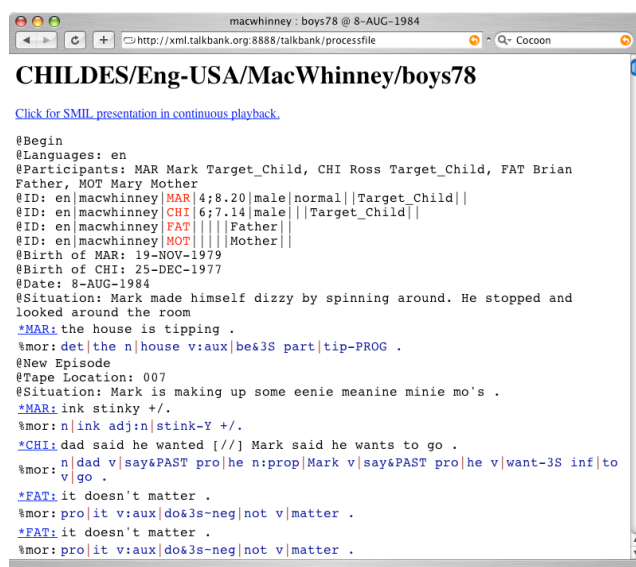 macwhinney : boys78 @ 8-AUG-1984
http://xml.talkbank.org:8888/talkbank/processfile
Cocoon
CHILDES/Eng-USA/MacWhinney/boys78
Click for SMIL presentation in continuous playback.
@Begin
@Languages: en
@Participants: MAR Mark Target_Child, CHI Ross Target_Child, FAT Brian
Father, MOT Mary Mother
@ID: en|macwhinney|MAR|4;8.20|male|normal||Target_Child||
@ID: en|macwhinney|CHI|6;7.14|male|||Target_Child||
@ID: en|macwhinney|FAT|||||Father||
@ID: en|macwhinney|MOT|||||Mother||
@Birth of MAR: 19-NOV-1979
@Birth of CHI: 25-DEC-1977
@Date: 8-AUG-1984
@Situation: Mark made himself dizzy by spinning around. He stopped and
looked around the room
*MAR: the house is tipping .
%mor: det|the n|house v:aux|be&3S part|tip-PROG .
@New Episode
@Tape Location: 007
@Situation: Mark is making up some eenie meanine minie mo's .
*MAR: ink stinky +/.
%mor: n|ink adj:n|stink-Y +/.
*CHI: dad said he wanted [//] Mark said he wants to go .
%mor: n|dad v|say&PAST pro|he n:prop|Mark v|say&PAST pro|he v|want-3S inf|to
v|go .
*FAT: it doesn't matter .
%mor: pro|it v:aux|do&3s~neg|not v|matter .
*FAT: it doesn't matter .
%mor: pro|it v:aux|do&3s~neg|not v|matter .